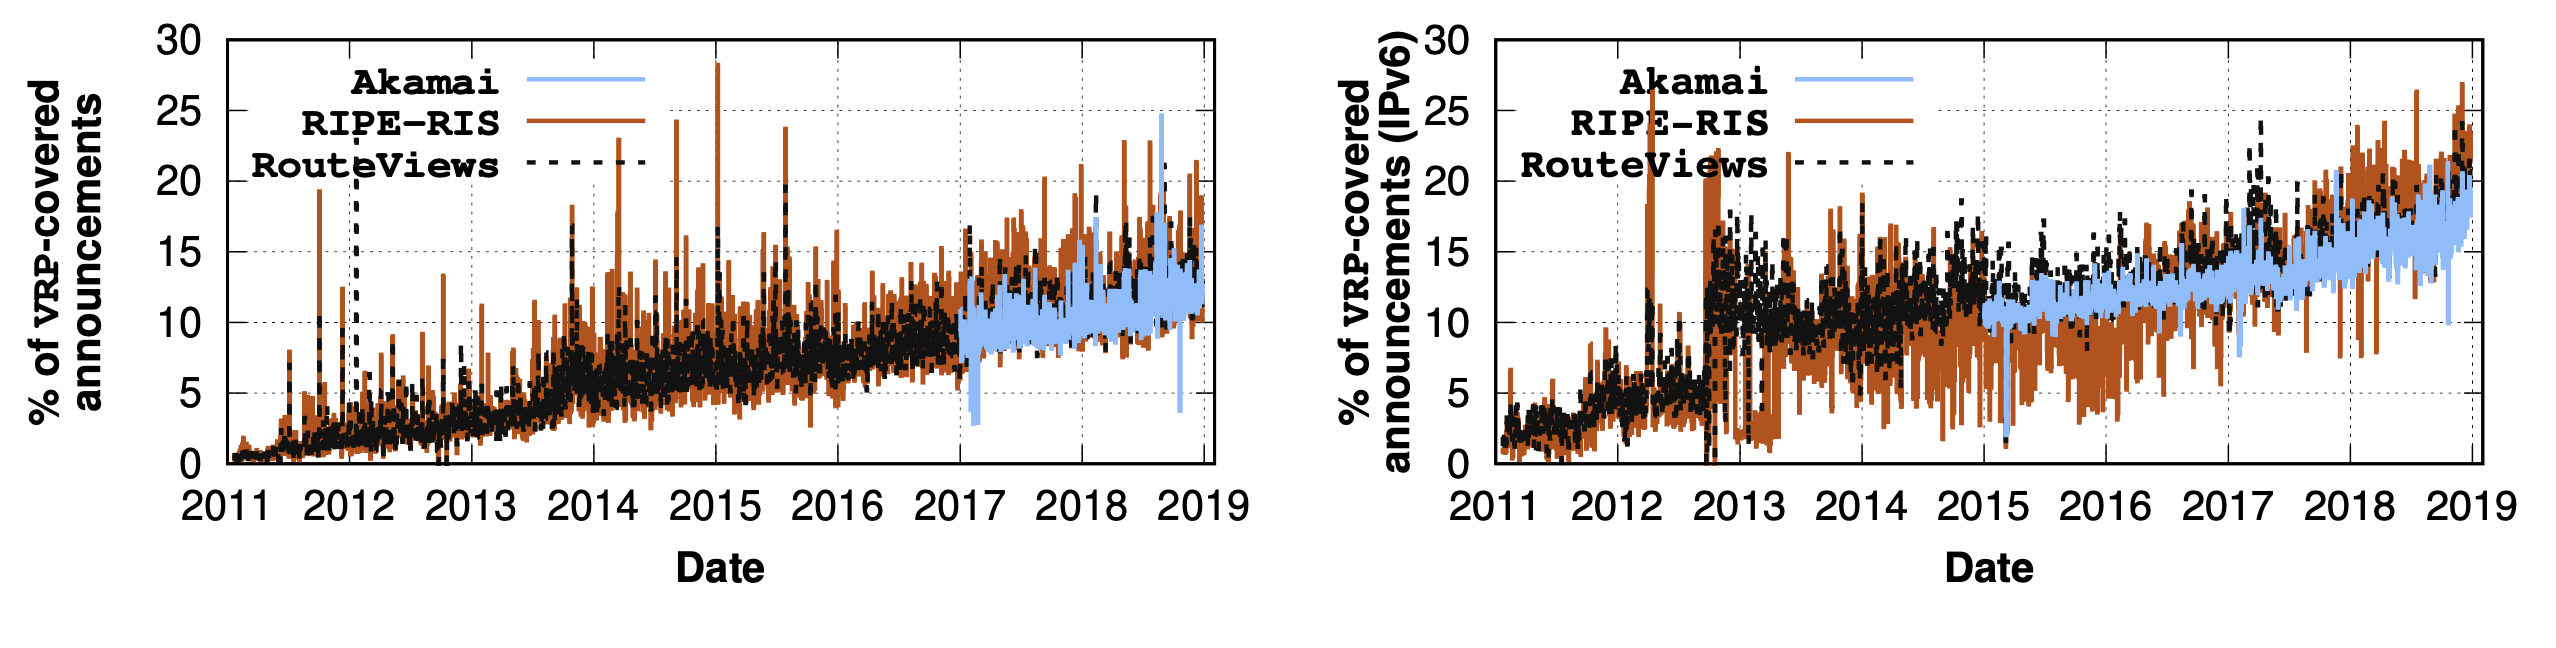 % of VRP-covered
announcements
30
25
20
15
10
5
0
Akamai
RIPE-RIS
RouteViews
2011 2012 2013 2014 2015 2016 2017 2018 2019
Date
% of VRP-covered
announcements (IPv6)
30
25
20
15
10
5
0
Akamai
RIPE-RIS
RouteViews
2011 2012 2013 2014 2015 2016 2017 2018 2019
Date